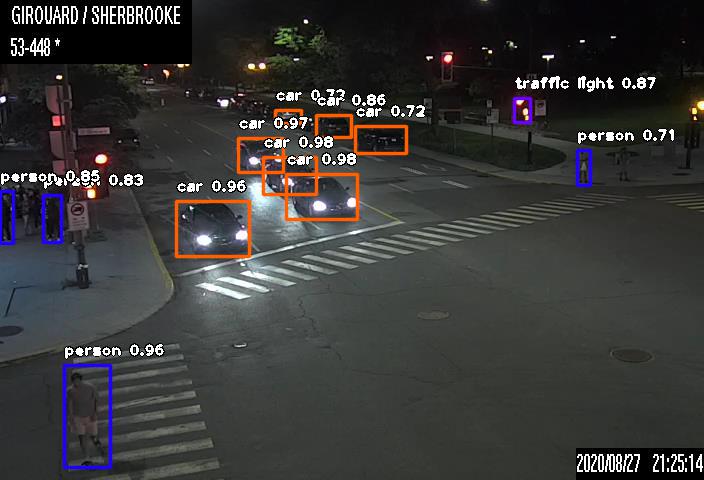 GIROUARD / SHERBROOKE
53-448 *
car 0.72
car 0.86
car 0.72
traffic light 0.87
car 0.97
car 0.98
person 0.71
car 0.98
person 0.85
person 0.83
car 0.96
person 0.96
2020/08/27 21:25:14